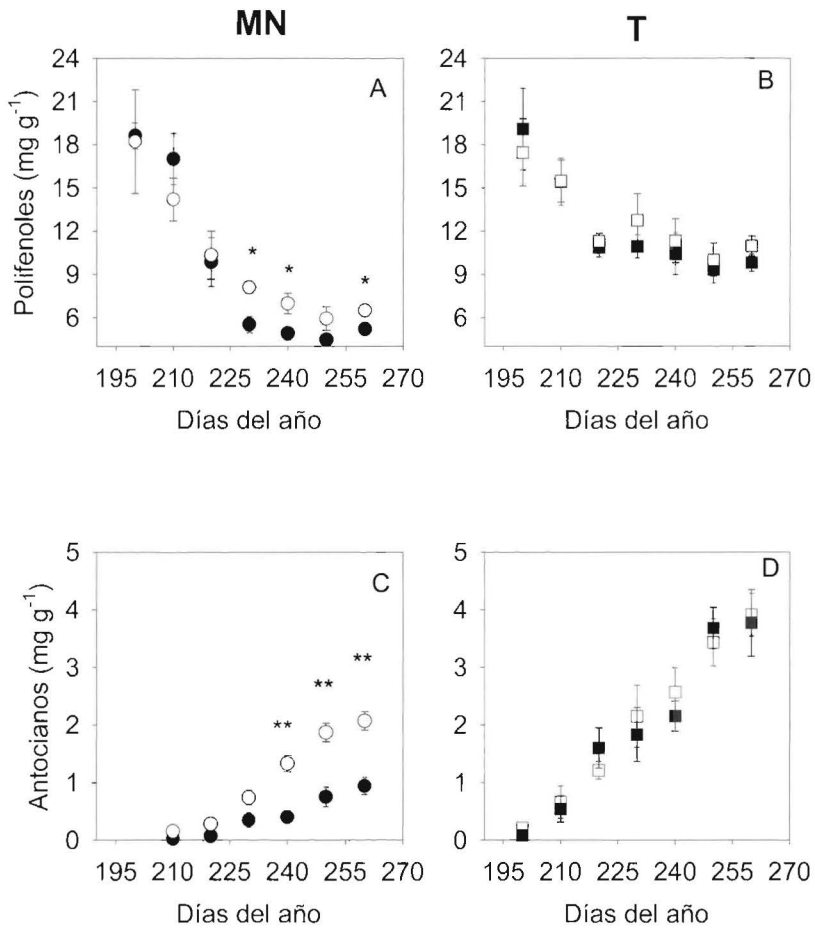 MN
T
24
21
18
15
12
9
6
Polifenoles (mg g-1)
A
*
*
*
195 210 225 240 255 270
Días del año
24
21
18
15
12
9
6
B
195 210 225 240 255 270
Días del año
5
4
3
2
1
0
Antocianos (mg g-1)
C
**
**
**
195 210 225 240 255 270
Días del año
5
4
3
2
1
0
D
195 210 225 240 255 270
Días del año